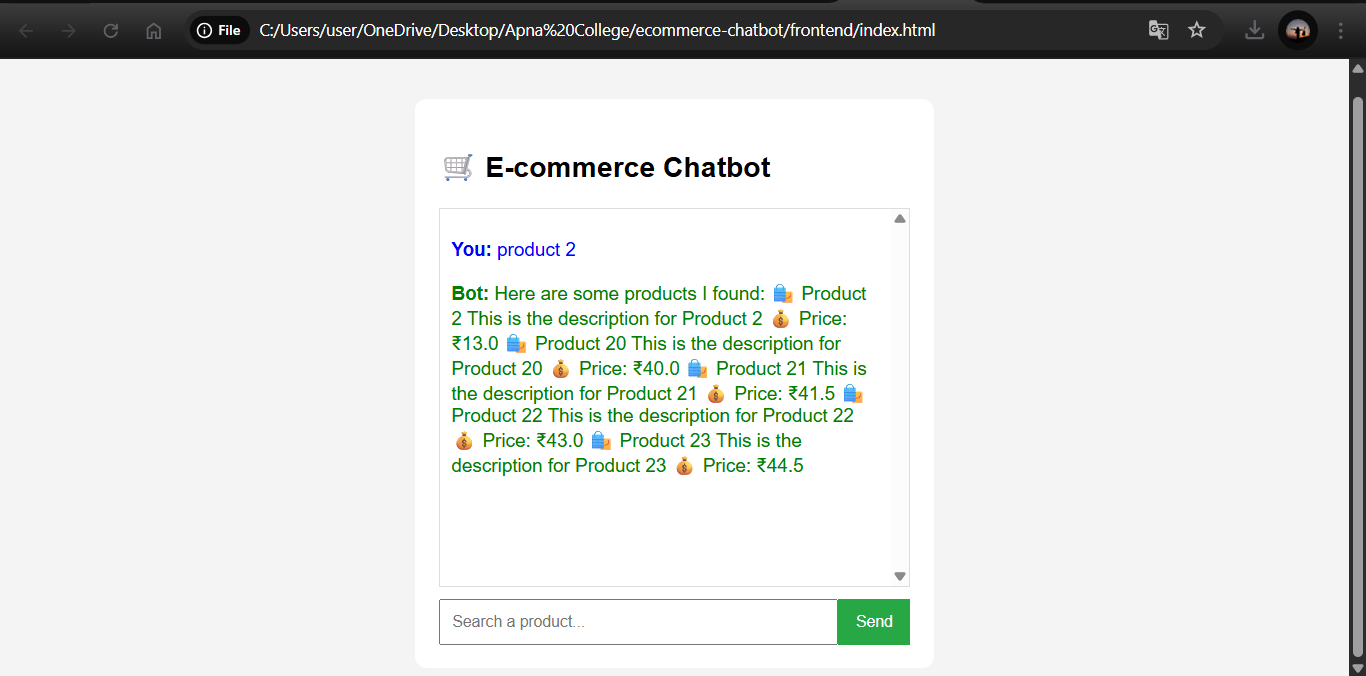 File C:/Users/user/OneDrive/Desktop/Apna%20College/ecommerce-chatbot/frontend/index.html
🛒 E-commerce Chatbot
You: product 2
Bot: Here are some products I found: 🛍️ Product
2 This is the description for Product 2 💰 Price:
₹13.0 🛍️ Product 20 This is the description for
Product 20 💰 Price: ₹40.0 🛍️ Product 21 This is
the description for Product 21 💰 Price: ₹41.5 🛍️
Product 22 This is the description for Product 22
💰 Price: ₹43.0 🛍️ Product 23 This is the
description for Product 23 💰 Price: ₹44.5
Search a product...
Send